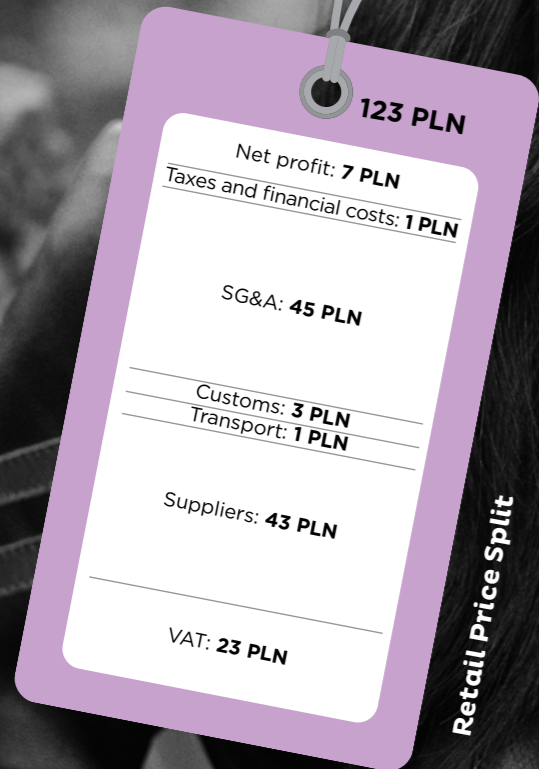 123 PLN
Net profit: 7 PLN
Taxes and financial costs: 1 PLN
SG&A: 45 PLN
Customs: 3 PLN
Transport: 1 PLN
Suppliers: 43 PLN
VAT: 23 PLN
Retail Price Split